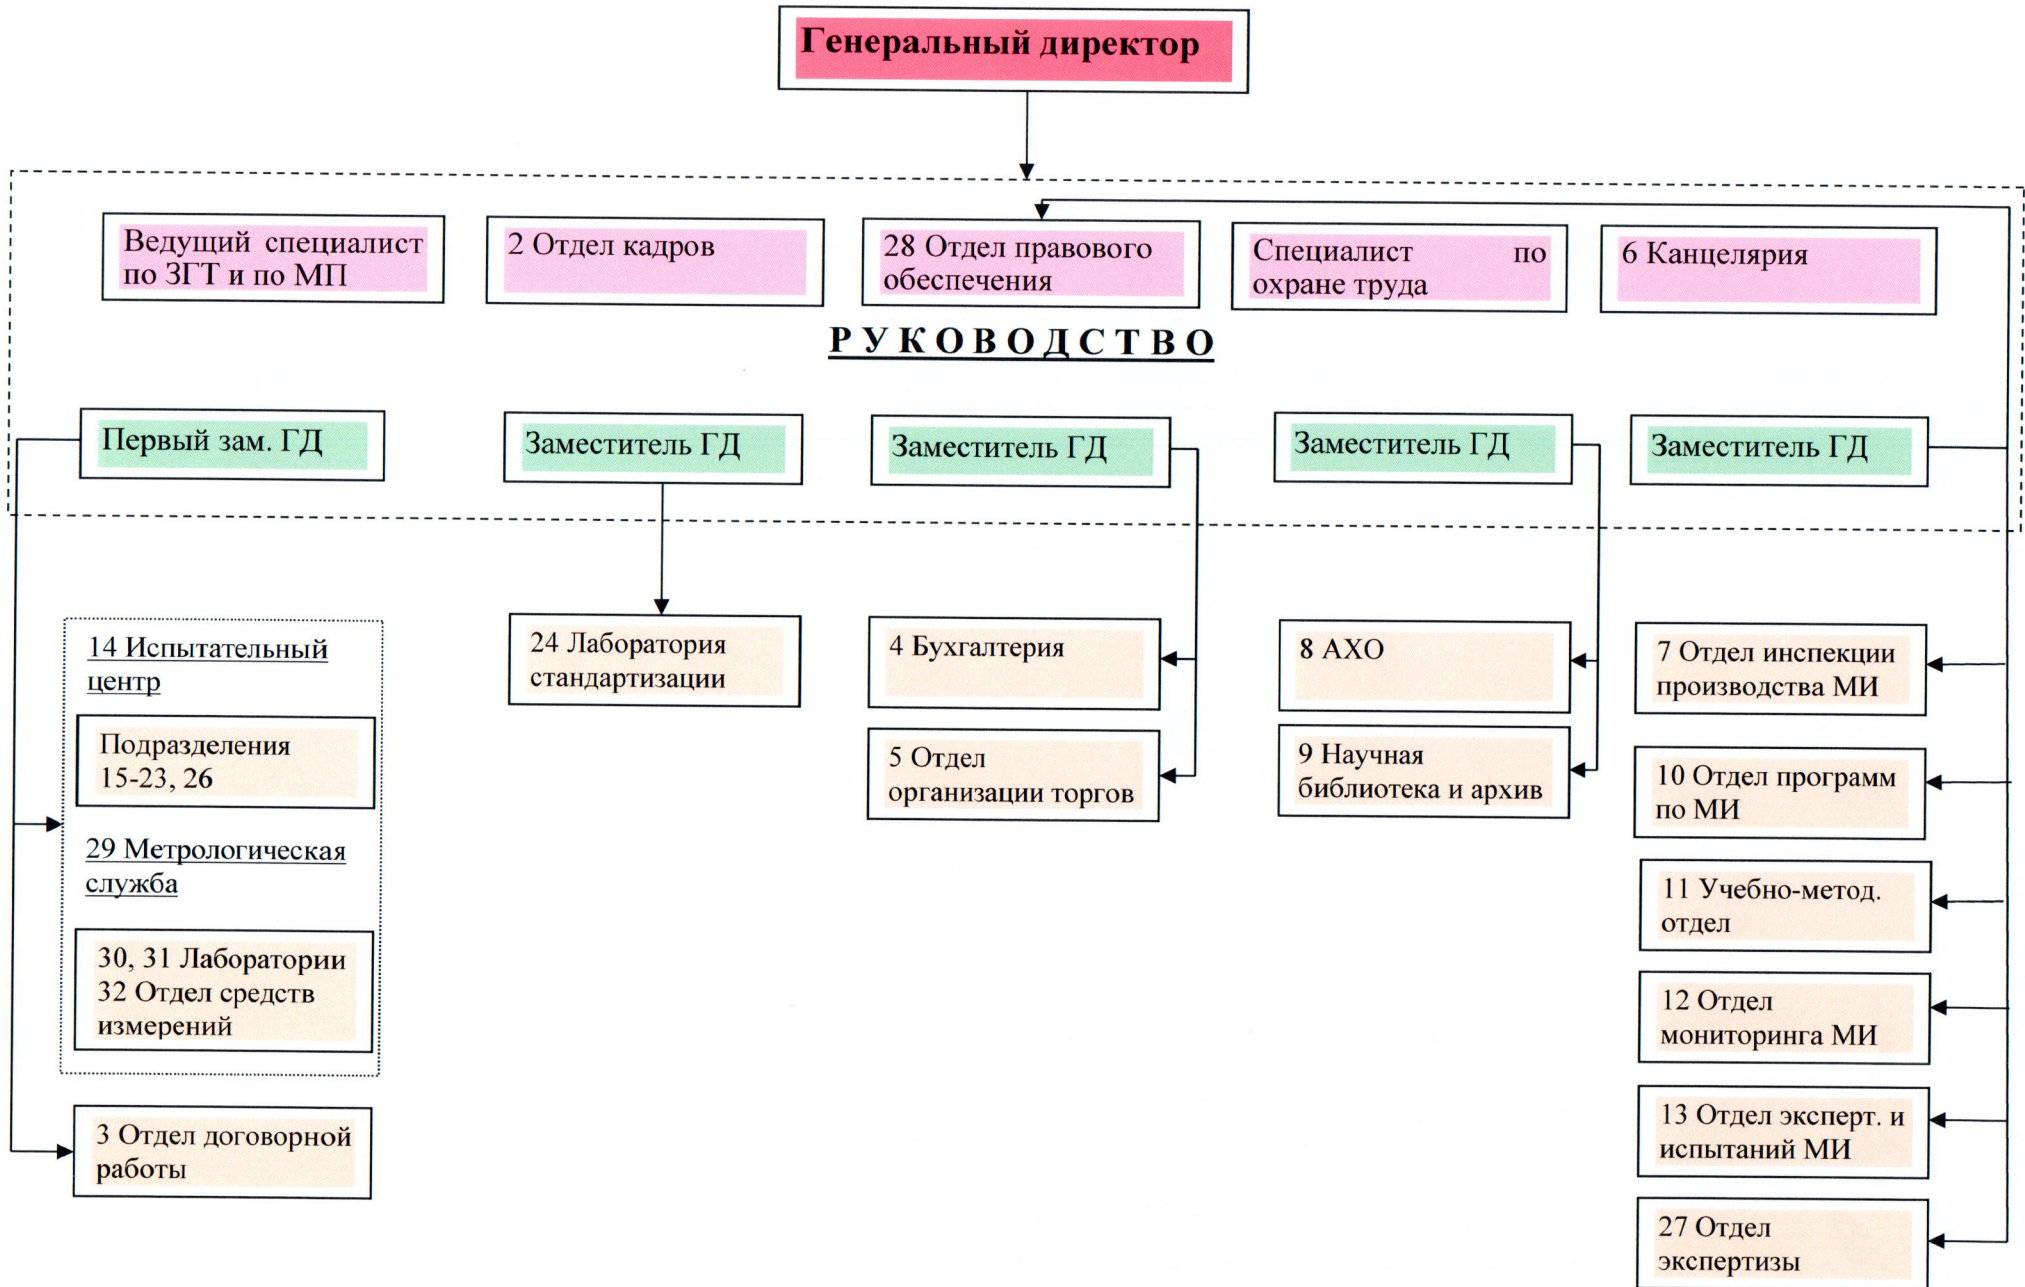 Генеральный директор
Ведущий специалист
по ЗГТ и по МП
2 Отдел кадров
28 Отдел правового
обеспечения
Специалист по
охране труда
6 Канцелярия
РУКОВОДСТВО
Первый зам. ГД
Заместитель ГД
Заместитель ГД
Заместитель ГД
Заместитель ГД
14 Испытательный
центр
Подразделения
15-23, 26
29 Метрологическая
служба
30, 31 Лаборатории
32 Отдел средств
измерений
3 Отдел договорной
работы
24 Лаборатория
стандартизации
4 Бухгалтерия
5 Отдел
организации торгов
8 АХО
9 Научная
библиотека и архив
7 Отдел инспекции
производства МИ
10 Отдел программ
по МИ
11 Учебно-метод.
отдел
12 Отдел
мониторинга МИ
13 Отдел эксперт. и
испытаний МИ
27 Отдел
экспертизы